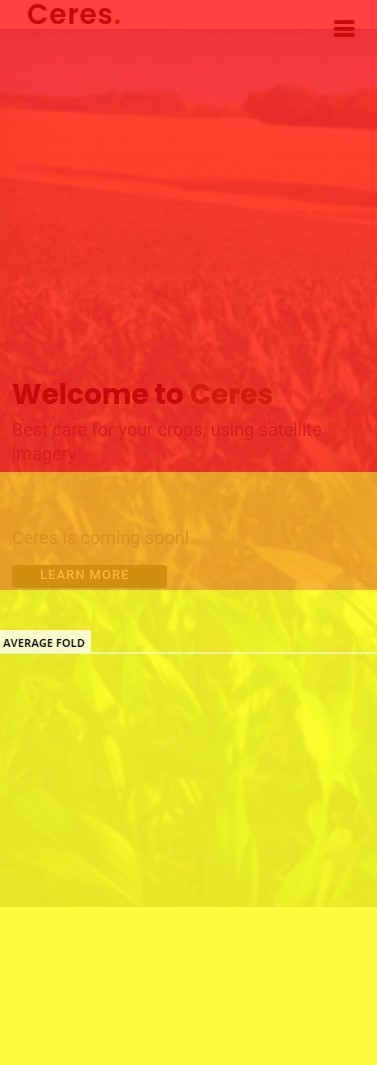 Ceres.
Welcome to Ceres
Best care for your crops, using satellite
imagery
Ceres is coming soon!
LEARN MORE
AVERAGE FOLD